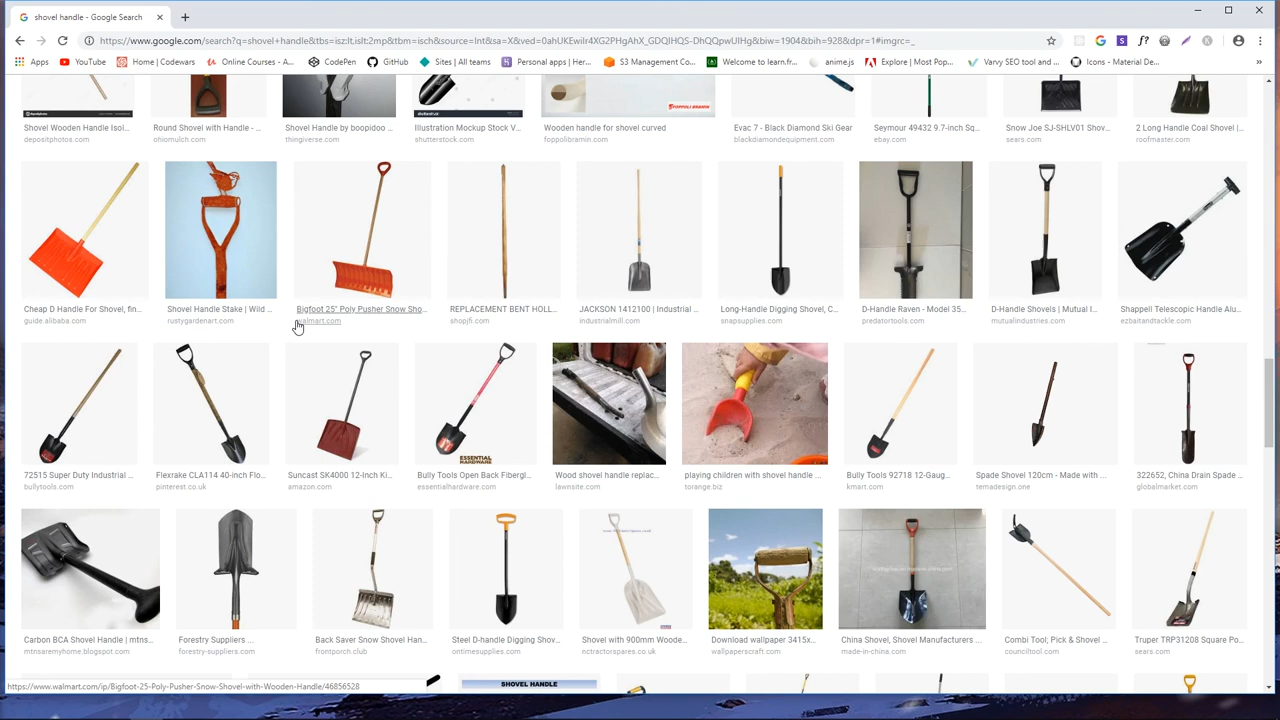 shovel handle - Google Search
https://www.google.com/search?q=shovel+handle&tbs=isz:lt,islt:2mp&tbm=isch&source=lnt&sa=X&ved=0ahUKEwiIr4XG2PHgAhX_GDQIHQS-DhQQpwUIHg&biw=1904&bih=928&dpr=1#imgrc=_
Apps YouTube Home | Codewars Online Courses - A... CodePen GitHub Sites | All teams Personal apps | Her... S3 Management Co... Welcome to learn.fr... anime.js Explore | Most Pop... Varvy SEO tool and ... Icons - Material De...
Shovel Wooden Handle Isol... Round Shovel with Handle - ... Shovel Handle by boopidoo ... Illustration Mockup Stock V... Wooden handle for shovel curved Evac 7 - Black Diamond Ski Gear Seymour 49432 9.7-inch Sq... Snow Joe SJ-SHLV01 Shov... 2 Long Handle Coal Shovel |...
depositphotos.com ohiomulch.com thingiverse.com shutterstock.com foppolibramin.com blackdiamondequipment.com ebay.com sears.com roofmaster.com
Cheap D Handle For Shovel, fin... Shovel Handle Stake | Wild ... Bigfoot 25" Poly Pusher Snow Sho... REPLACEMENT BENT HOLL... JACKSON 1412100 | Industrial ... Long-Handle Digging Shovel, C... D-Handle Raven - Model 35... D-Handle Shovels | Mutual I... Shappell Telescopic Handle Alu...
guide.alibaba.com rustygardenart.com walmart.com shopjfi.com industrialmill.com snapsupplies.com predatortools.com mutualindustries.com ezbaitandtackle.com
ESSENTIAL
HARDWARE
72515 Super Duty Industrial ... Flexrake CLA114 40-inch Flo... Suncast SK4000 12-Inch Ki... Bully Tools Open Back Fibergl... Wood shovel handle replac... playing children with shovel handle ... Bully Tools 92718 12-Gaug... Spade Shovel 120cm - Made with ... 322652, China Drain Spade ...
bullytools.com pinterest.co.uk amazon.com essentialhardware.com lawnsite.com torange.biz kmart.com temadesign.one globalmarket.com
Carbon BCA Shovel Handle | mtns... Forestry Suppliers ... Back Saver Snow Shovel Han... Steel D-handle Digging Shov... Shovel with 900mm Woode... Download wallpaper 3415x... China Shovel, Shovel Manufacturers ... Combi Tool; Pick & Shovel ... Truper TRP31208 Square Po...
mtnsaremyhome.blogspot.com forestry-suppliers.com frontporch.club ontimesupplies.com nctractorspares.co.uk wallpaperscraft.com made-in-china.com counciltool.com sears.com
SHOVEL HANDLE
https://www.walmart.com/ip/Bigfoot-25-Poly-Pusher-Snow-Shovel-with-Wooden-Handle/46856528